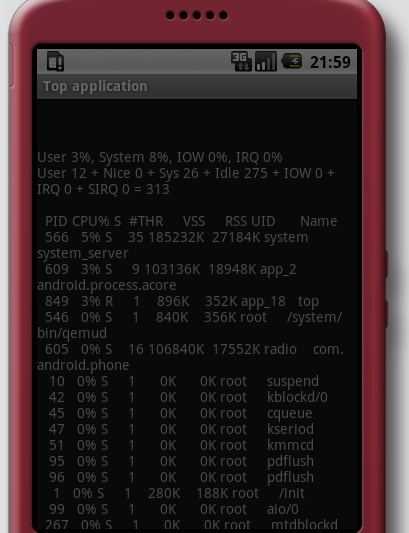 3G
21:59
Top application
User 3%, System 8%, IOW 0%, IRQ 0%
User 12 + Nice 0 + Sys 26 + Idle 275 + IOW 0 +
IRQ 0 + SIRQ 0 = 313
PID CPU% S #THR VSS RSS UID Name
566 5% S 35 185232K 27184K system
system_server
609 3% S 9 103136K 18948K app_2
android.process.acore
849 3% R 1 896K 352K app_18 top
546 0% S 1 840K 356K root /system/
bin/qemud
605 0% S 16 106840K 17552K radio com.
android.phone
10 0% S 1 0K 0K root suspend
42 0% S 1 0K 0K root kblockd/0
45 0% S 1 0K 0K root cqueue
47 0% S 1 0K 0K root kseriod
51 0% S 1 0K 0K root kmmcd
95 0% S 1 0K 0K root pdflush
96 0% S 1 0K 0K root pdflush
1 0% S 1 280K 188K root /init
99 0% S 1 0K 0K root aio/0
267 0% S 1 0K 0K root mtdblockd